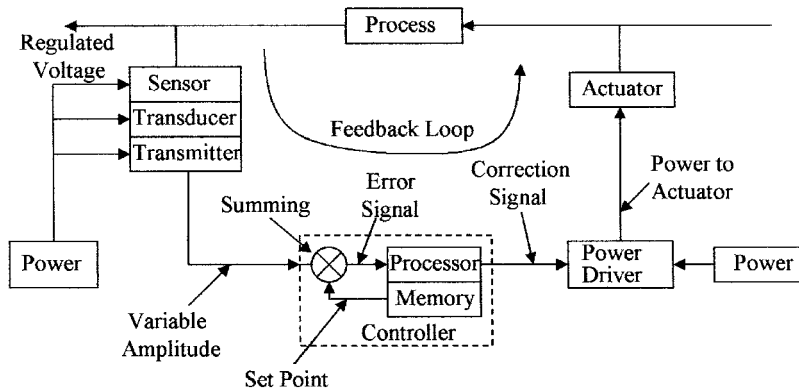 Process
Regulated
Voltage
Sensor
Transducer
Transmitter
Actuator
Feedback Loop
Power to
Actuator
Correction
Signal
Error
Signal
Summing
Power
Processor
Memory
Controller
Power
Driver
Power
Variable
Amplitude
Set Point